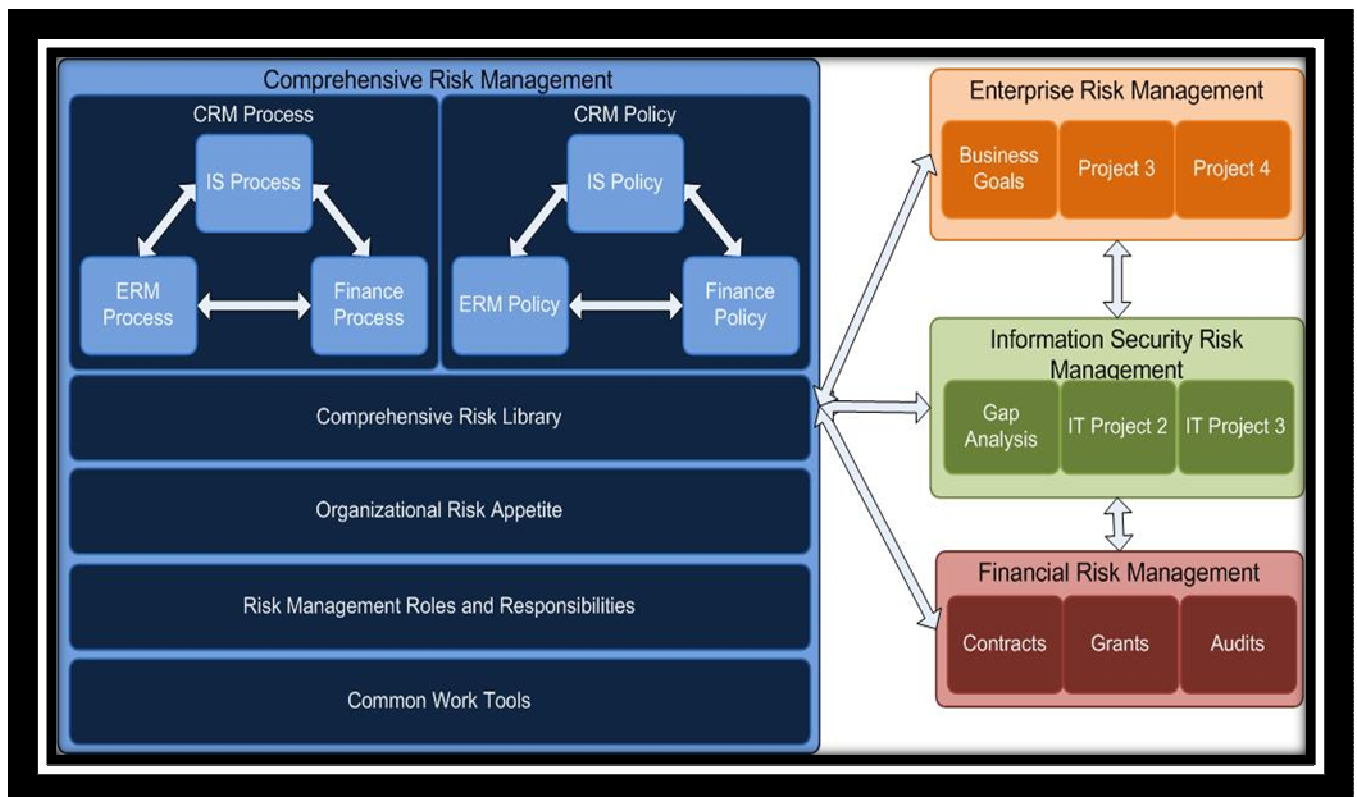 Comprehensive Risk Management
CRM Process
IS Process
ERM
Process
Finance
Process
CRM Policy
IS Policy
ERM Policy
Finance
Policy
Comprehensive Risk Library
Organizational Risk Appetite
Risk Management Roles and Responsibilities
Common Work Tools
Enterprise Risk Management
Business
Goals
Project 3
Project 4
Information Security Risk
Management
Gap
Analysis
IT Project 2
IT Project 3
Financial Risk Management
Contracts
Grants
Audits